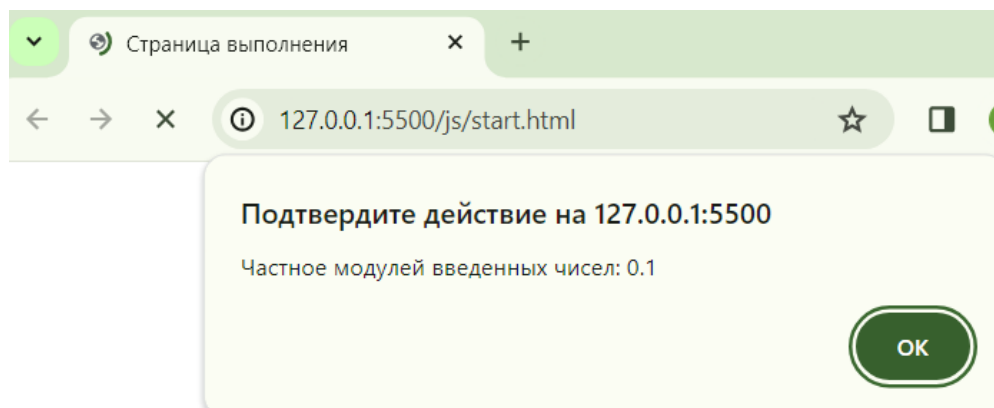 Страница выполнения
127.0.0.1:5500/js/start.html
Подтвердите действие на 127.0.0.1:5500
Частное модулей введенных чисел: 0.1
ОК